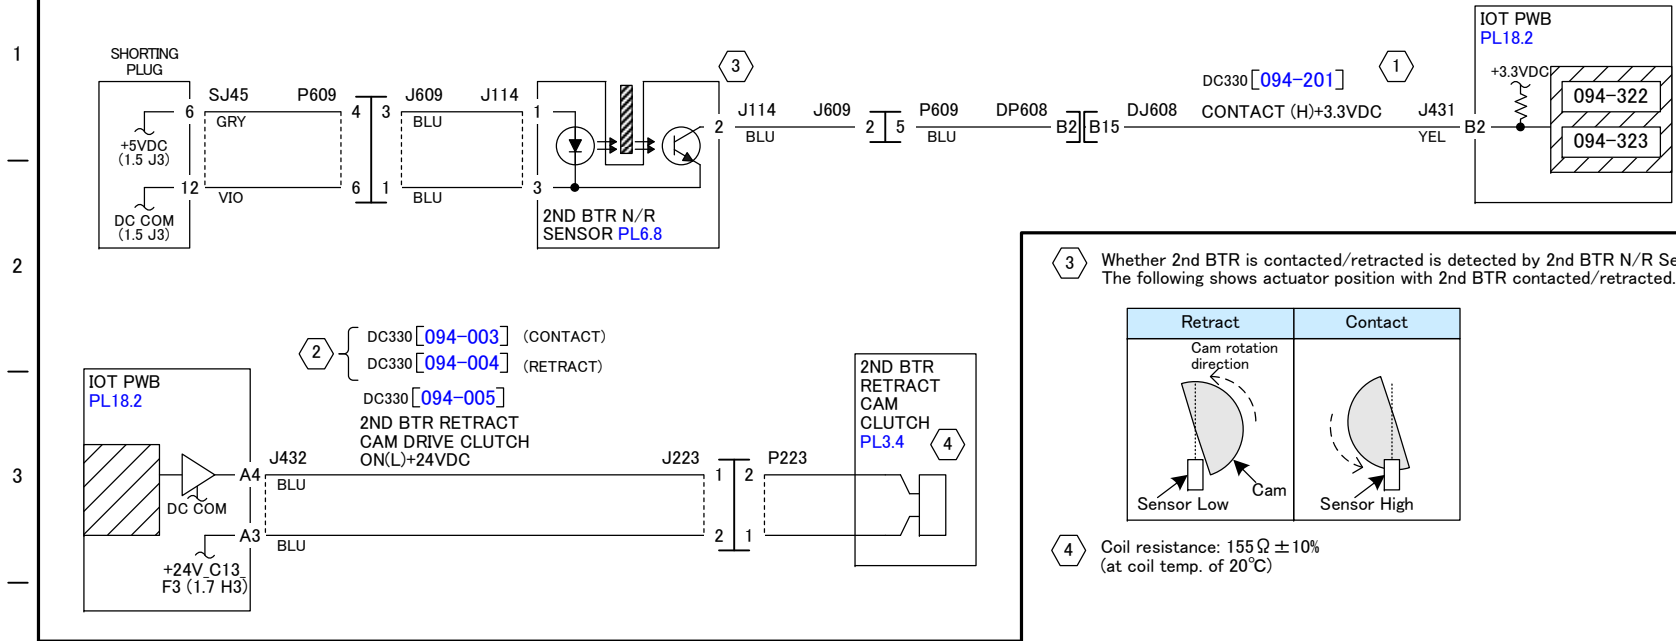 1
2
3
SHORTING
PLUG
6
+5VDC
(1.5 J3)
12
DC COM
(1.5 J3)
SJ45
P609
J609
J114
GRY
4
3
BLU
1
VIO
6
1
BLU
3
2ND BTR N/R
SENSOR PL6.8
3
2
J114
J609
P609
DP608
DJ608
BLU
2
5
BLU
B2
B15
DC330[094-201]
1
CONTACT (H)+3.3VDC
J431
YEL
B2
IOT PWB
PL18.2
+3.3VDC
094-322
094-323
2
DC330[094-003] (CONTACT)
DC330[094-004] (RETRACT)
DC330[094-005]
2ND BTR RETRACT
CAM DRIVE CLUTCH
ON(L)+24VDC
IOT PWB
PL18.2
DC COM
A4
J432
BLU
A3
BLU
+24V_C13_
F3 (1.7 H3)
J223
P223
1
2
2
1
2ND BTR
RETRACT
CAM
CLUTCH
PL3.4
4
3 Whether 2nd BTR is contacted/retracted is detected by 2nd BTR N/R Se
The following shows actuator position with 2nd BTR contacted/retracted.
Retract
Contact
Cam rotation
direction
Cam
Sensor Low
Sensor High
4 Coil resistance: 155Ω±10%
(at coil temp. of 20℃)